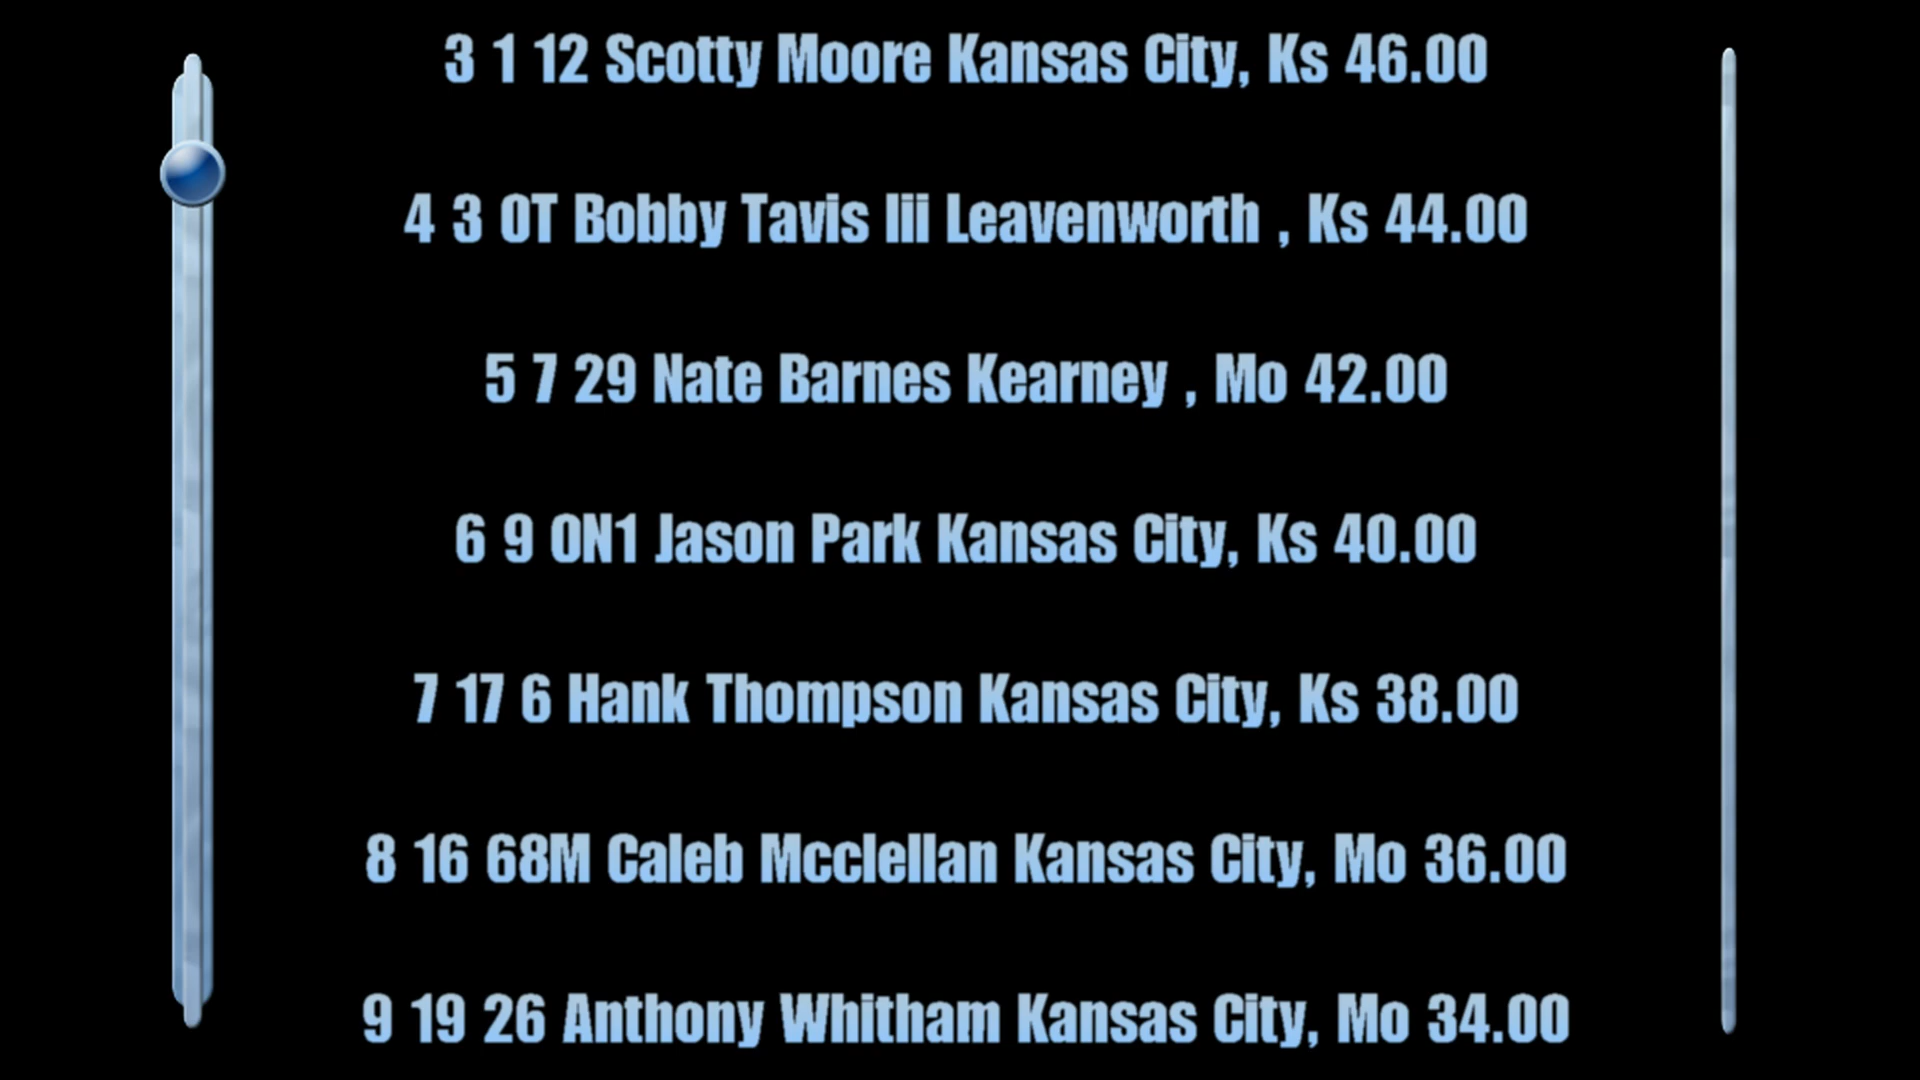 3 1 12 Scotty Moore Kansas City, Ks 46.00
4 3 0T Bobby Tavis Iii Leavenworth , Ks 44.00
5 7 29 Nate Barnes Kearney , Mo 42.00
6 9 0N1 Jason Park Kansas City, Ks 40.00
7 17 6 Hank Thompson Kansas City, Ks 38.00
8 16 68M Caleb Mcclellan Kansas City, Mo 36.00
9 19 26 Anthony Whitham Kansas City, Mo 34.00